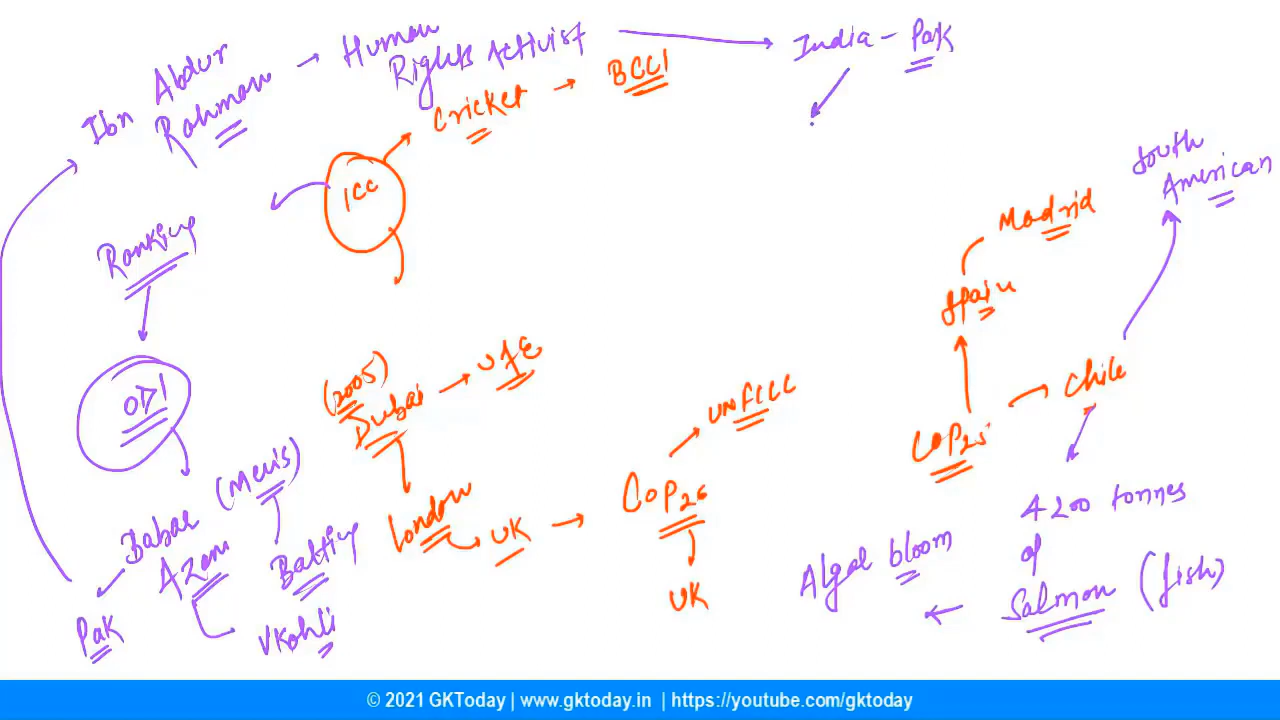 Ibn Abdur
Rahman
Human
Rights Activist
India - Pak
Cricket
BCCI
ICC
Ranking
ODI
(Men's)
Batting
Babar
Azam
Pak
V Kohli
(2005)
Dubai
UAE
London
UK
COP26
UNFCCC
UK
South
American
Madrid
Spain
COP25
Chile
4200 tonnes
of
Salmon (fish)
Algal bloom
© 2021 GKToday | www.gktoday.in | https://youtube.com/gktoday